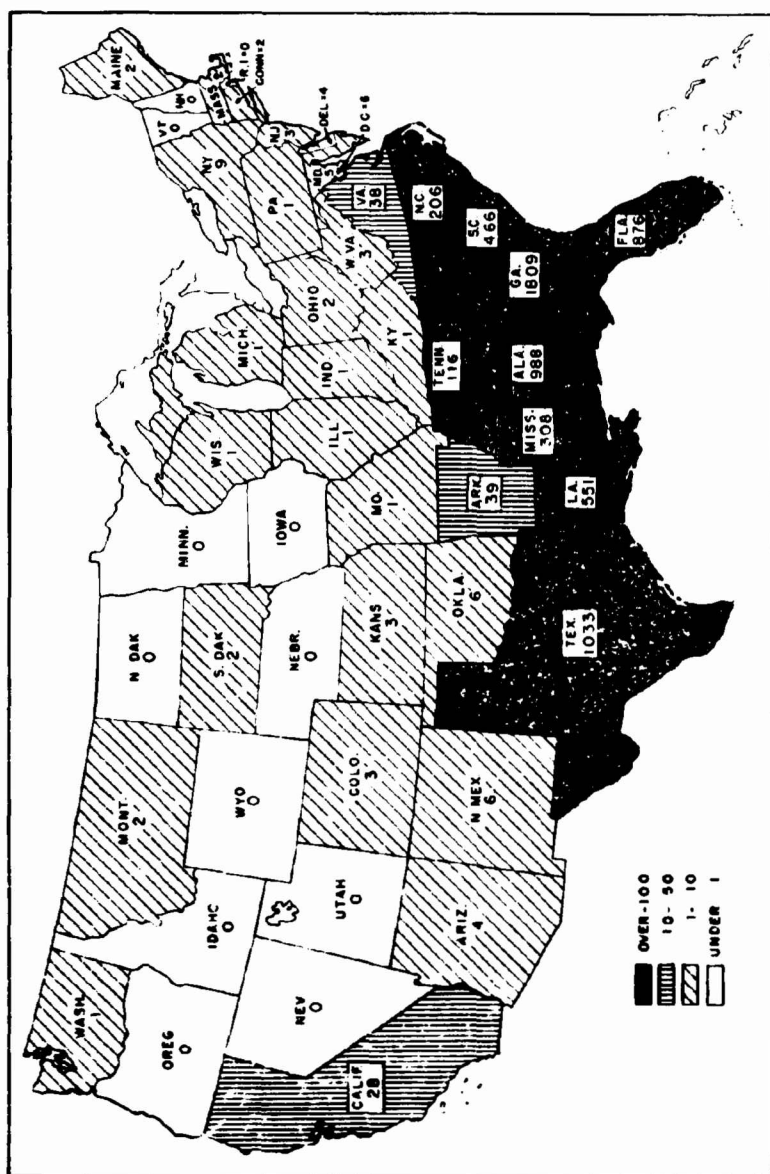 WASH.
1
OREG
0
CALIF.
28
NEV
0
IDAHO
0
MONT.
2
WYO
0
UTAH
0
ARIZ.
4
COLO.
3
N MEX
6
N DAK
0
S. DAK
2
NEBR.
0
KANS
3
OKLA.
6
TEX.
1033
MINN.
0
IOWA
0
MO.
1
ARK.
39
LA.
551
WIS.
1
ILL
1
MICH.
1
IND.
1
OHIO
2
KY
1
TENN.
116
MISS.
308
ALA.
988
GA.
1809
FLA.
876
S.C
466
N.C
206
VA.
38
W.VA
3
PA
1
NY
9
VT
0
NH
0
MAINE
2
MASS
R.I=0
CONN=2
NJ
3
DEL=4
MD.
5
DC=6
OVER-100
10- 50
1- 10
UNDER 1